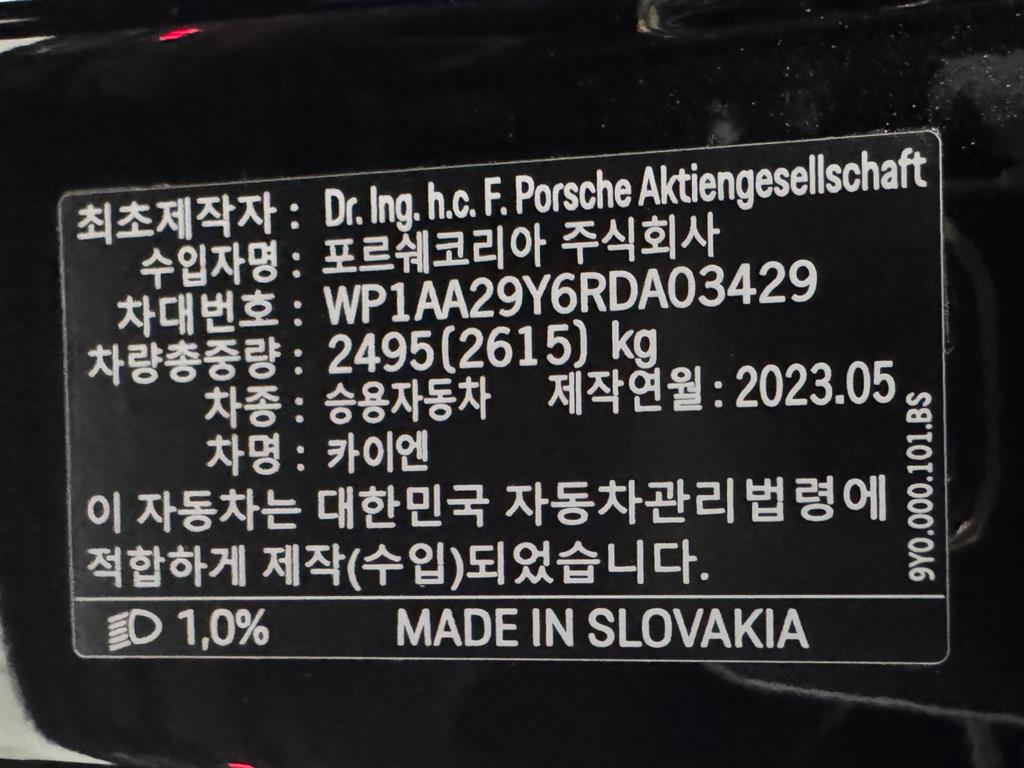 최초제작자 : Dr. Ing. h.c. F. Porsche Aktiengesellschaft
수입자명 : 포르쉐코리아 주식회사
차대번호 : WP1AA29Y6RDA03429
차량총중량 : 2495(2615) kg
차종 : 승용자동차 제작연월 : 2023.05
차명 : 카이엔
이 자동차는 대한민국 자동차관리법령에
적합하게 제작(수입)되었습니다.
9Y0.000.101.BS
1,0% MADE IN SLOVAKIA